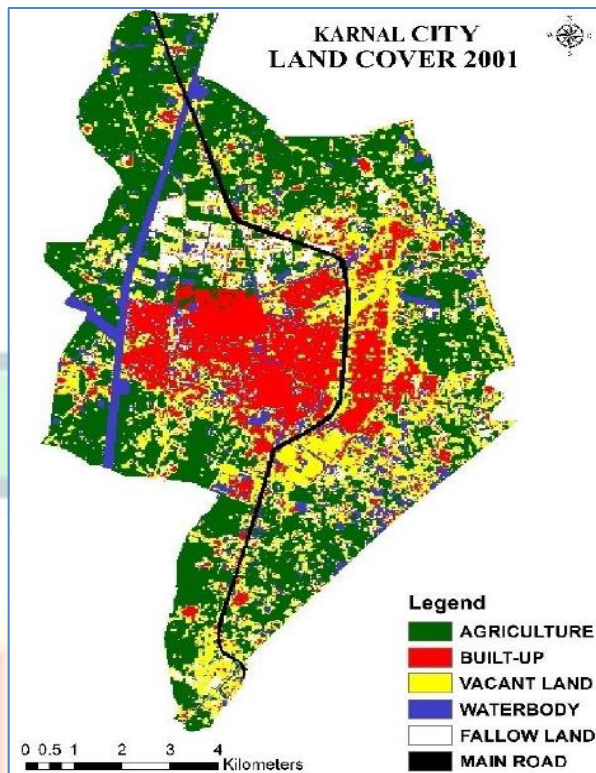 KARNAL CITY
LAND COVER 2001
Legend
AGRICULTURE
BUILT-UP
VACANT LAND
WATERBODY
FALLOW LAND
MAIN ROAD
0 0.5 1 2 3 4
Kilometers